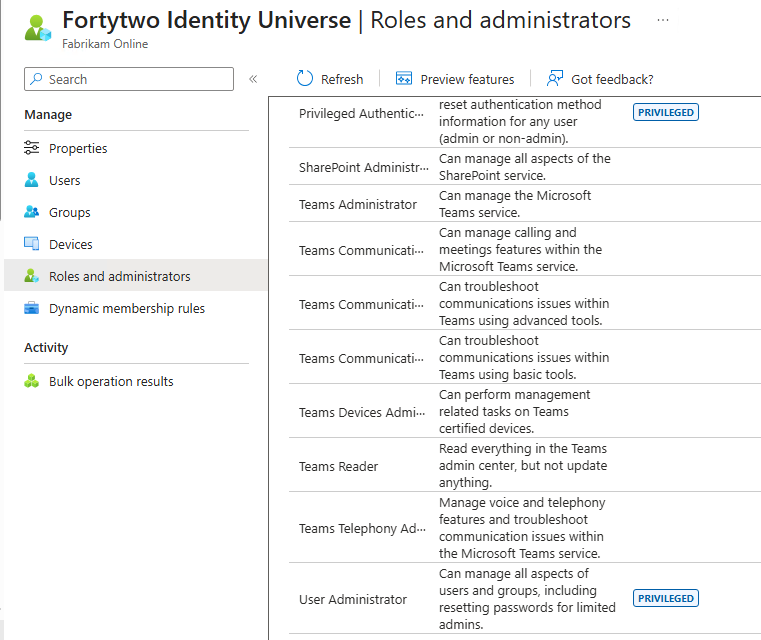 Fortytwo Identity Universe | Roles and administrators ...
Fabrikam Online
Search
«
Refresh
Preview features
Got feedback?
Manage
Properties
Users
Groups
Devices
Roles and administrators
Dynamic membership rules
Activity
Bulk operation results
Privileged Authentic...
reset authentication method
information for any user
(admin or non-admin).
PRIVILEGED
SharePoint Administr...
Can manage all aspects of the
SharePoint service.
Teams Administrator
Can manage the Microsoft
Teams service.
Teams Communicati...
Can manage calling and
meetings features within the
Microsoft Teams service.
Teams Communicati...
Can troubleshoot
communications issues within
Teams using advanced tools.
Teams Communicati...
Can troubleshoot
communications issues within
Teams using basic tools.
Teams Devices Admi...
Can perform management
related tasks on Teams
certified devices.
Teams Reader
Read everything in the Teams
admin center, but not update
anything.
Teams Telephony Ad...
Manage voice and telephony
features and troubleshoot
communication issues within
the Microsoft Teams service.
User Administrator
Can manage all aspects of
users and groups, including
resetting passwords for limited
admins.
PRIVILEGED